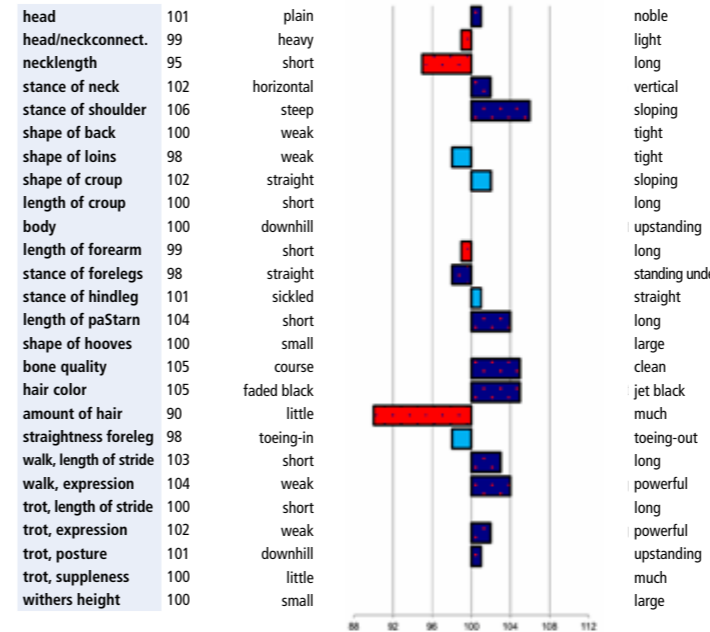 head 101 plain noble
head/neckconnect. 99 heavy light
necklength 95 short long
stance of neck 102 horizontal vertical
stance of shoulder 106 steep sloping
shape of back 100 weak tight
shape of loins 98 weak tight
shape of croup 102 straight sloping
length of croup 100 short long
body 100 downhill upstanding
length of forearm 99 short long
stance of forelegs 98 straight standing unde
stance of hindleg 101 sickled straight
length of paStarn 104 short long
shape of hooves 100 small large
bone quality 105 course clean
hair color 105 faded black jet black
amount of hair 90 little much
straightness foreleg 98 toeing-in toeing-out
walk, length of stride 103 short long
walk, expression 104 weak powerful
trot, length of stride 100 short long
trot, expression 102 weak powerful
trot, posture 101 downhill upstanding
trot, suppleness 100 little much
withers height 100 small large
88 92 96 100 104 108 112